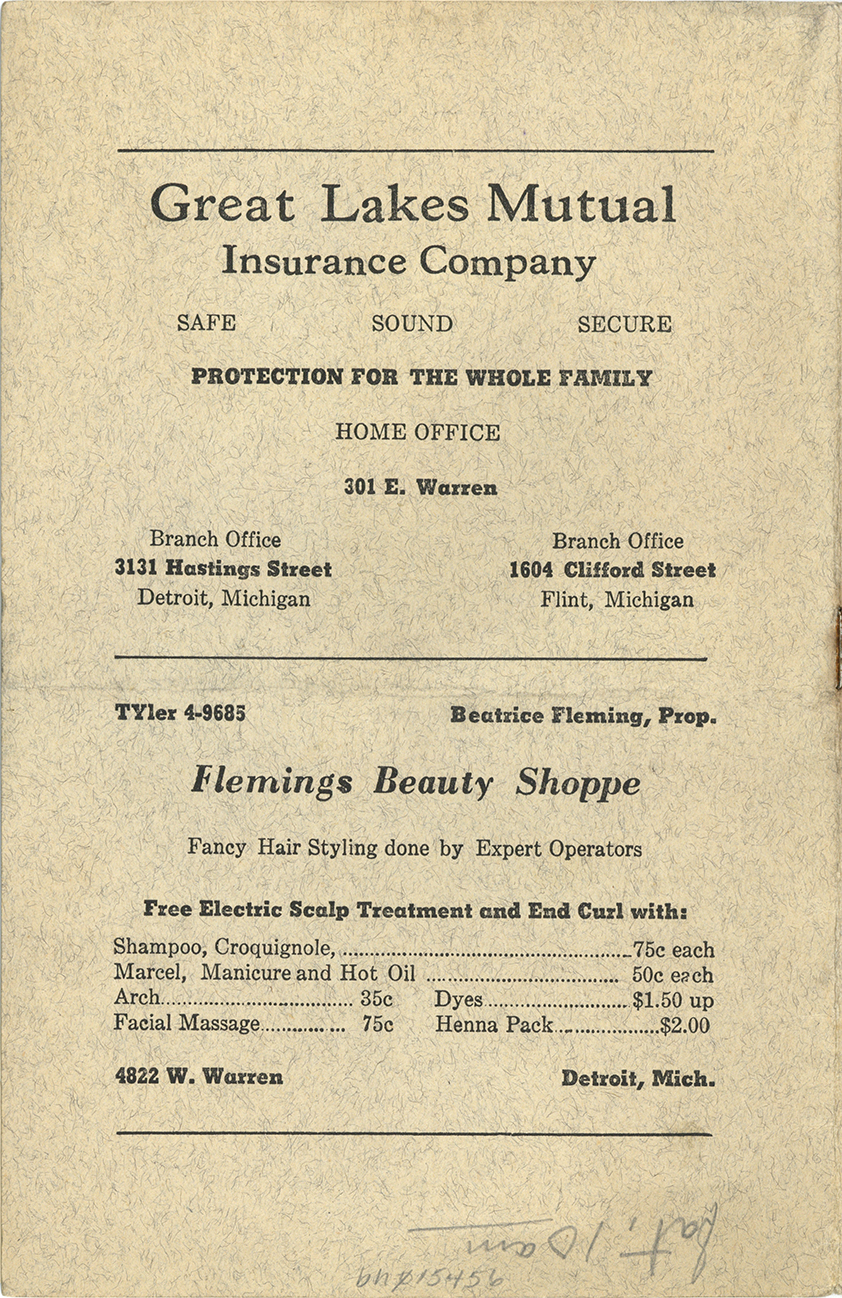 Great Lakes Mutual
Insurance Company
SAFE SOUND SECURE
PROTECTION FOR THE WHOLE FAMILY
HOME OFFICE
301 E. Warren
Branch Office Branch Office
3131 Hastings Street 1604 Clifford Street
Detroit, Michigan Flint, Michigan
TYler 4-9685 Beatrice Fleming, Prop.
Flemings Beauty Shoppe
Fancy Hair Styling done by Expert Operators
Free Electric Scalp Treatment and End Curl with:
Shampoo, Croquignole, ........ 75c each
Marcel, Manicure and Hot Oil ........ 50c each
Arch ........ 35c Dyes ........ $1.50 up
Facial Massage ........ 75c Henna Pack ........ $2.00
4822 W. Warren Detroit, Mich.